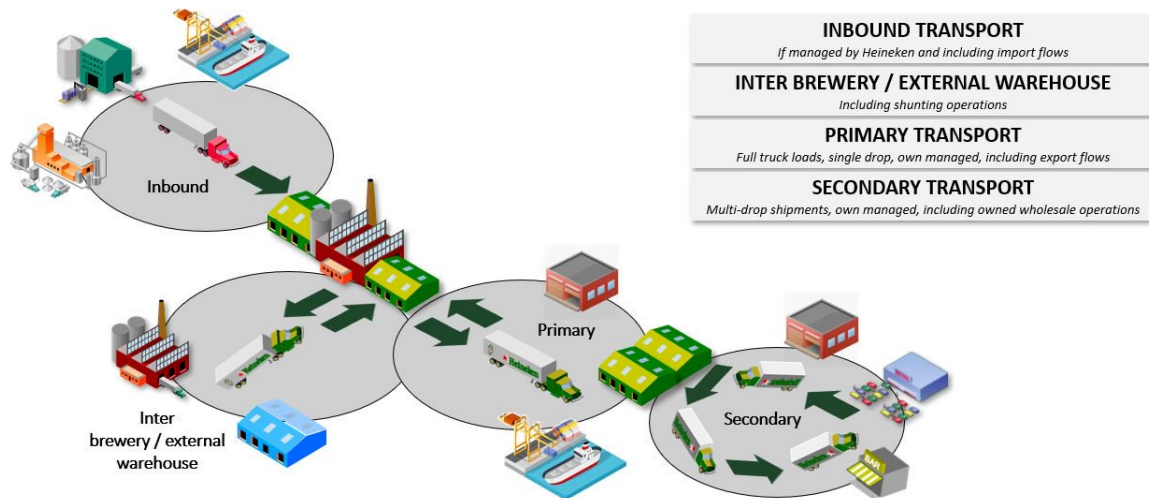 INBOUND TRANSPORT
If managed by Heineken and including import flows
INTER BREWERY / EXTERNAL WAREHOUSE
Including shunting operations
PRIMARY TRANSPORT
Full truck loads, single drop, own managed, including export flows
SECONDARY TRANSPORT
Multi-drop shipments, own managed, including owned wholesale operations
Inbound
Primary
Heineken
Inter
brewery / external
warehouse
Secondary
BAR